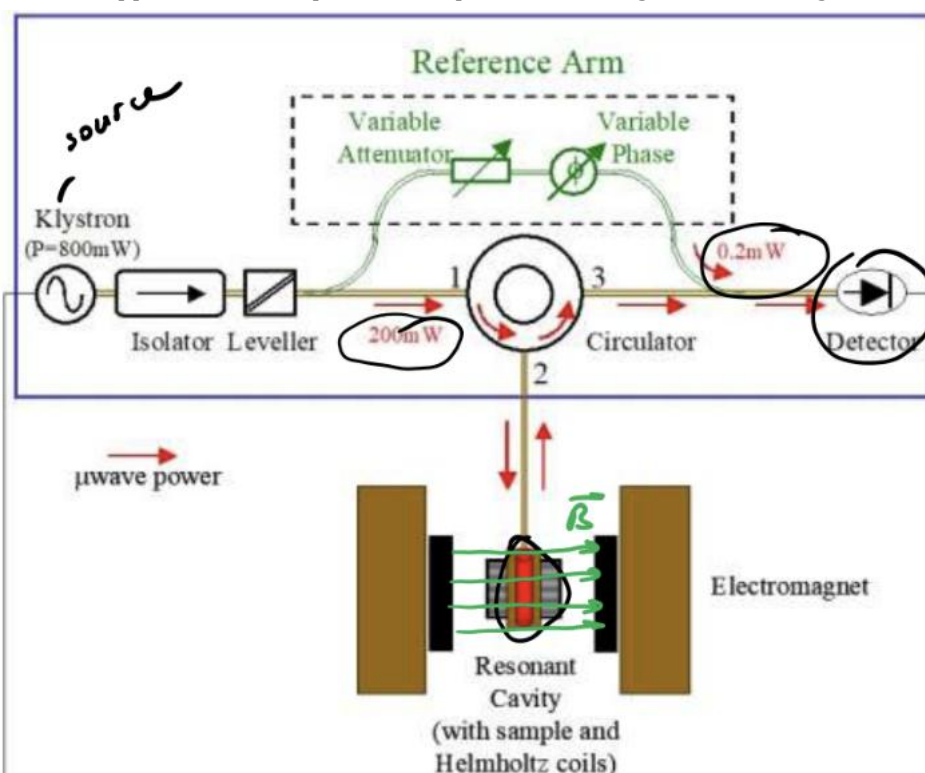 Reference Arm
Variable
Attenuator
Variable
Phase
source
Klystron
(P=800mW)
Isolator
Leveller
200mW
1
2
3
Circulator
0.2mW
Detector
μwave power
B
Electromagnet
Resonant
Cavity
(with sample and
Helmholtz coils)